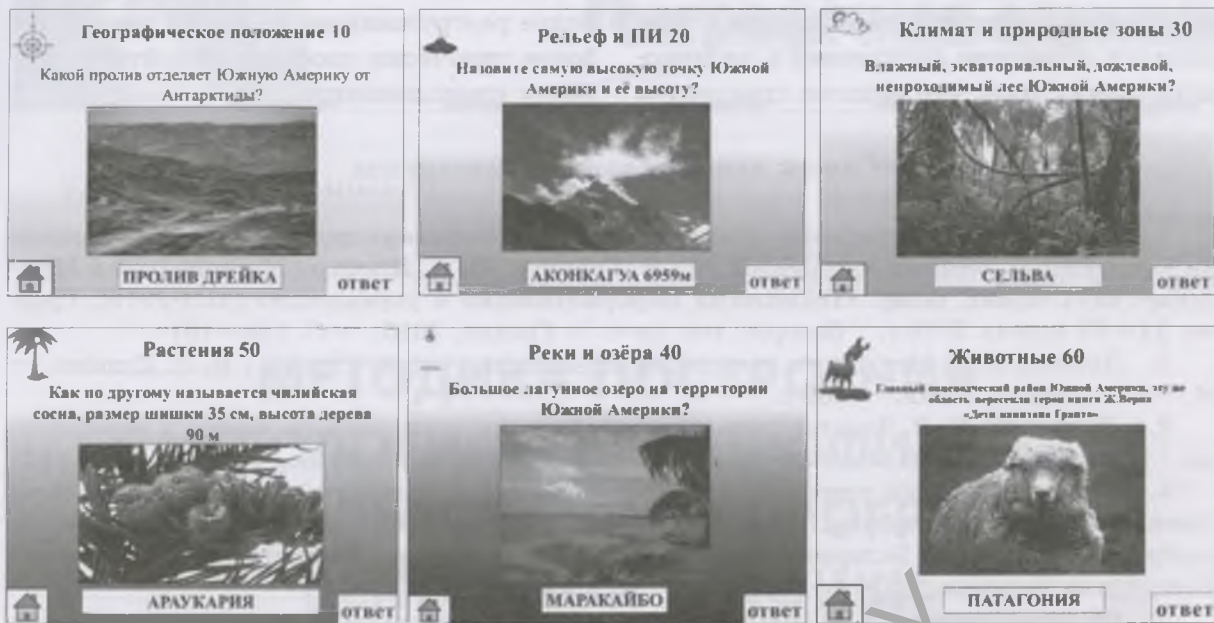 Географическое положение 10
Какой пролив отделяет Южную Америку от
Антарктиды?
ПРОЛИВ ДРЕЙКА
ответ
Рельеф и ПИ 20
Назовите самую высокую точку Южной
Америки и её высоту?
АКОНКАГУА 6959м
ответ
Климат и природные зоны 30
Влажный, экваториальный, дождевой,
непроходимый лес Южной Америки?
СЕЛЬВА
ответ
Растения 50
Как по другому называется чилийская
сосна, размер шишки 35 см, высота дерева
90 м
АРАУКАРИЯ
ответ
Реки и озёра 40
Большое лагунное озеро на территории
Южной Америки?
МАРАКАЙБО
ответ
Животные 60
Главный овцеводческий район Южной Америки, эту же
область пересекли герои книги Ж.Верна
«Дети капитана Гранта»
ПАТАГОНИЯ
ответ